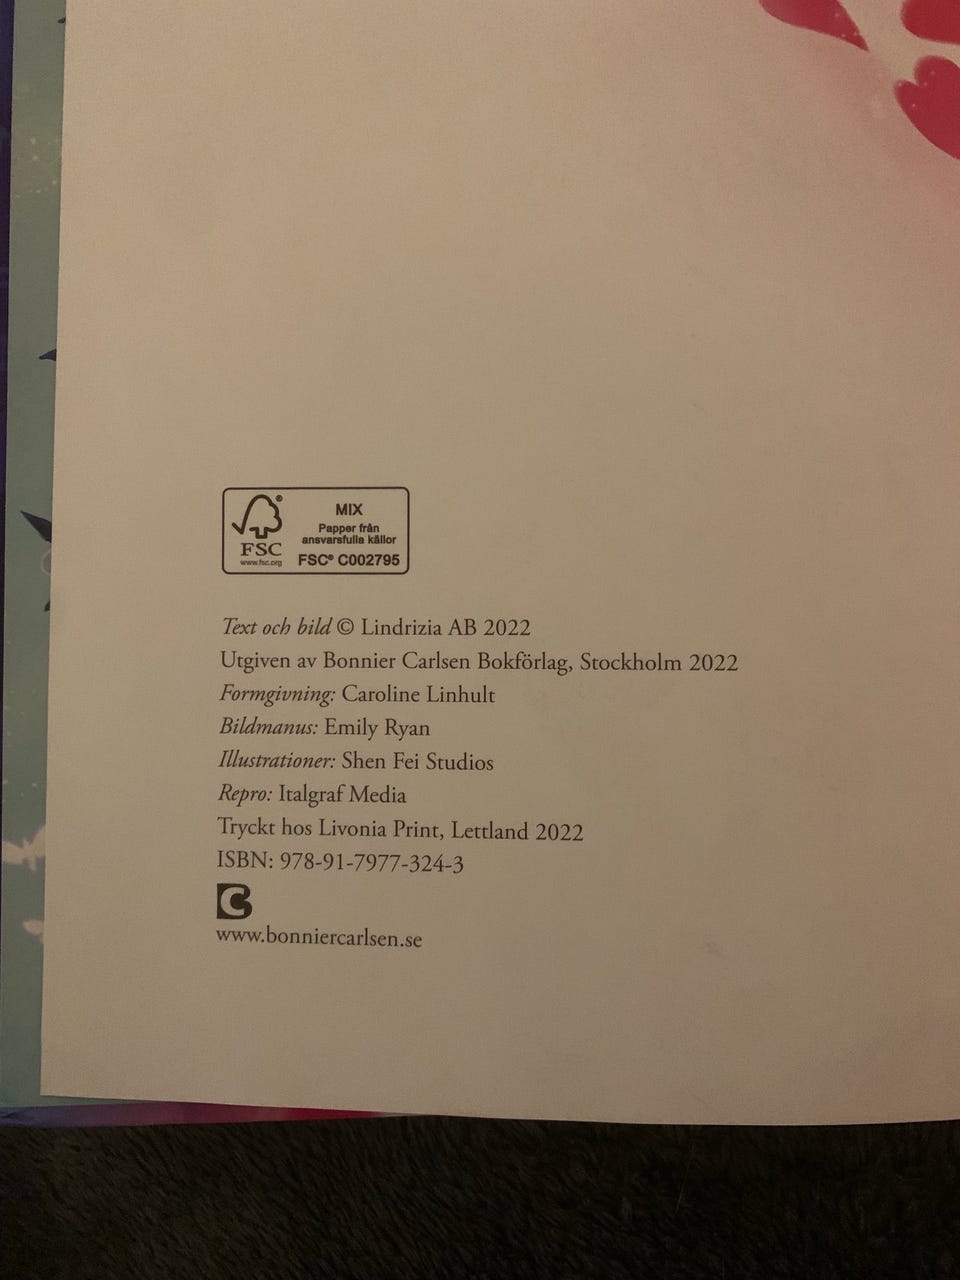 MIX
Papper från
ansvarsfulla källor
FSC® C002795
FSC
www.fsc.org
Text och bild © Lindrizia AB 2022
Utgiven av Bonnier Carlsen Bokförlag, Stockholm 2022
Formgivning: Caroline Linhult
Bildmanus: Emily Ryan
Illustrationer: Shen Fei Studios
Repro: Italgraf Media
Tryckt hos Livonia Print, Lettland 2022
ISBN: 978-91-7977-324-3
www.bonniercarlsen.se